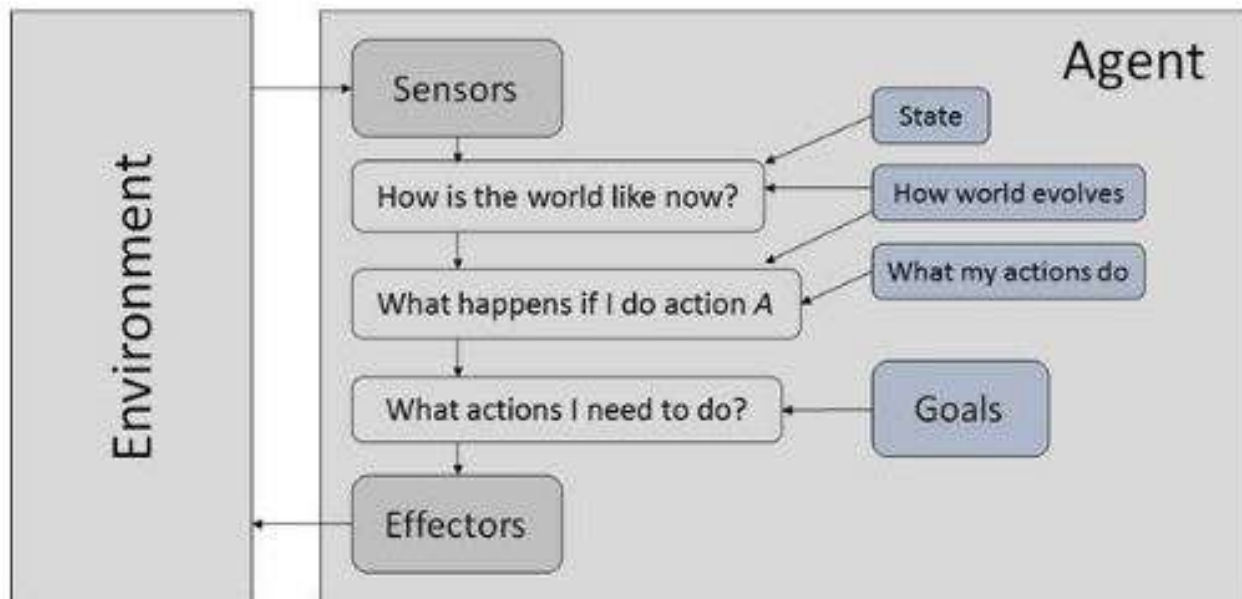 Environment
Agent
Sensors
State
How is the world like now?
How world evolves
What my actions do
What happens if I do action A
What actions I need to do?
Goals
Effectors